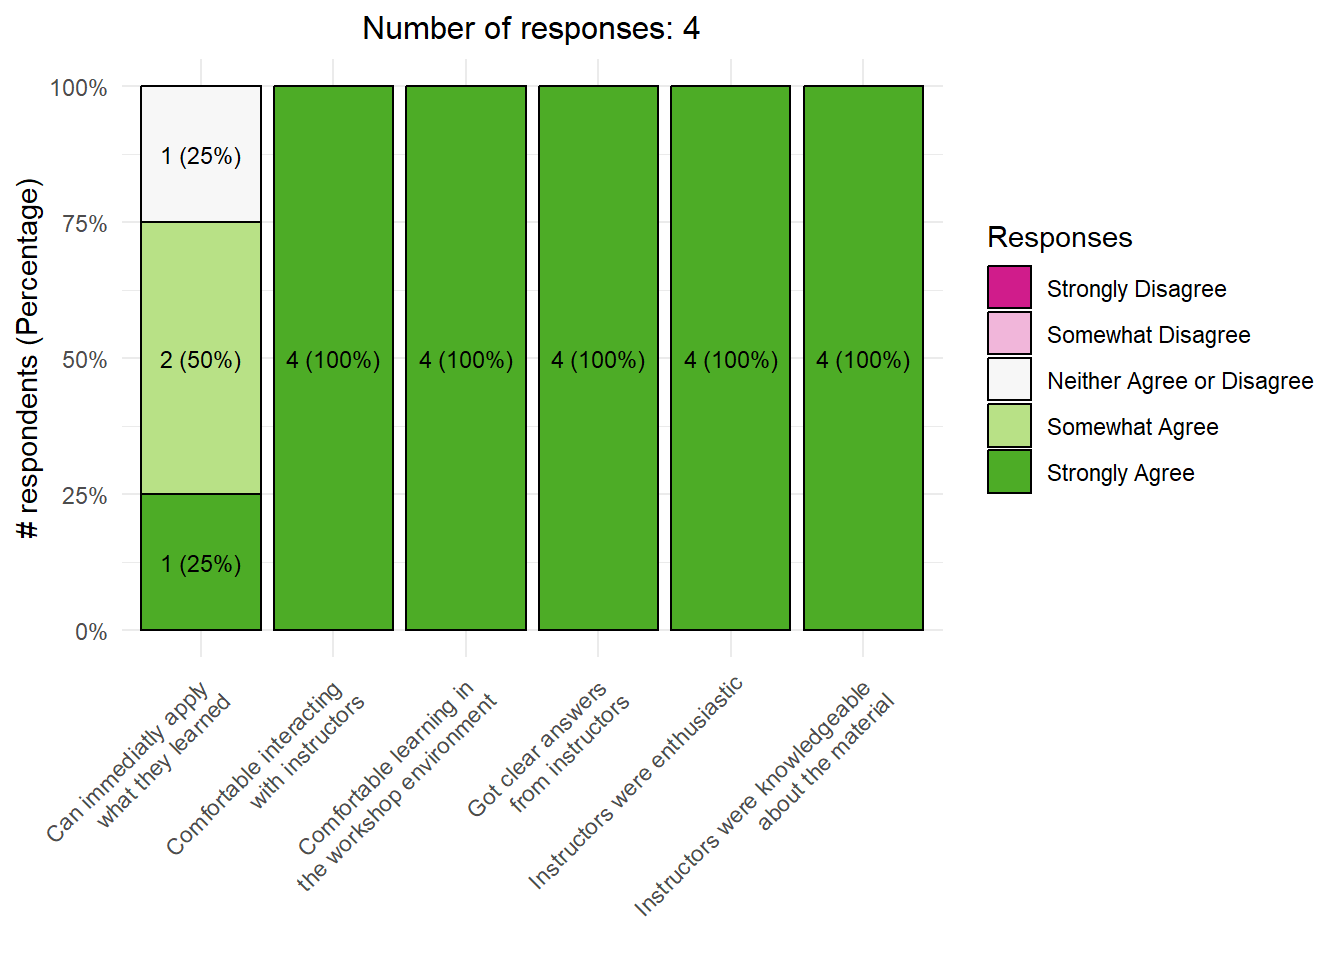 Number of responses: 4
# respondents (Percentage)
100%
75%
50%
25%
0%
1 (25%)
2 (50%)
1 (25%)
4 (100%)
4 (100%)
4 (100%)
4 (100%)
4 (100%)
Can immediatly apply
what they learned
Comfortable interacting
with instructors
Comfortable learning in
the workshop environment
Got clear answers
from instructors
Instructors were enthusiastic
Instructors were knowledgeable
about the material
Responses
Strongly Disagree
Somewhat Disagree
Neither Agree or Disagree
Somewhat Agree
Strongly Agree